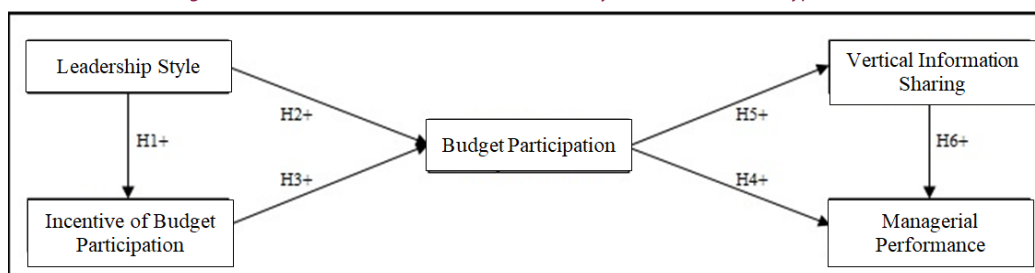 Leadership Style
Vertical Information
Sharing
H2+
H5+
H1+
Budget Participation
H6+
H3+
H4+
Incentive of Budget
Participation
Managerial
Performance